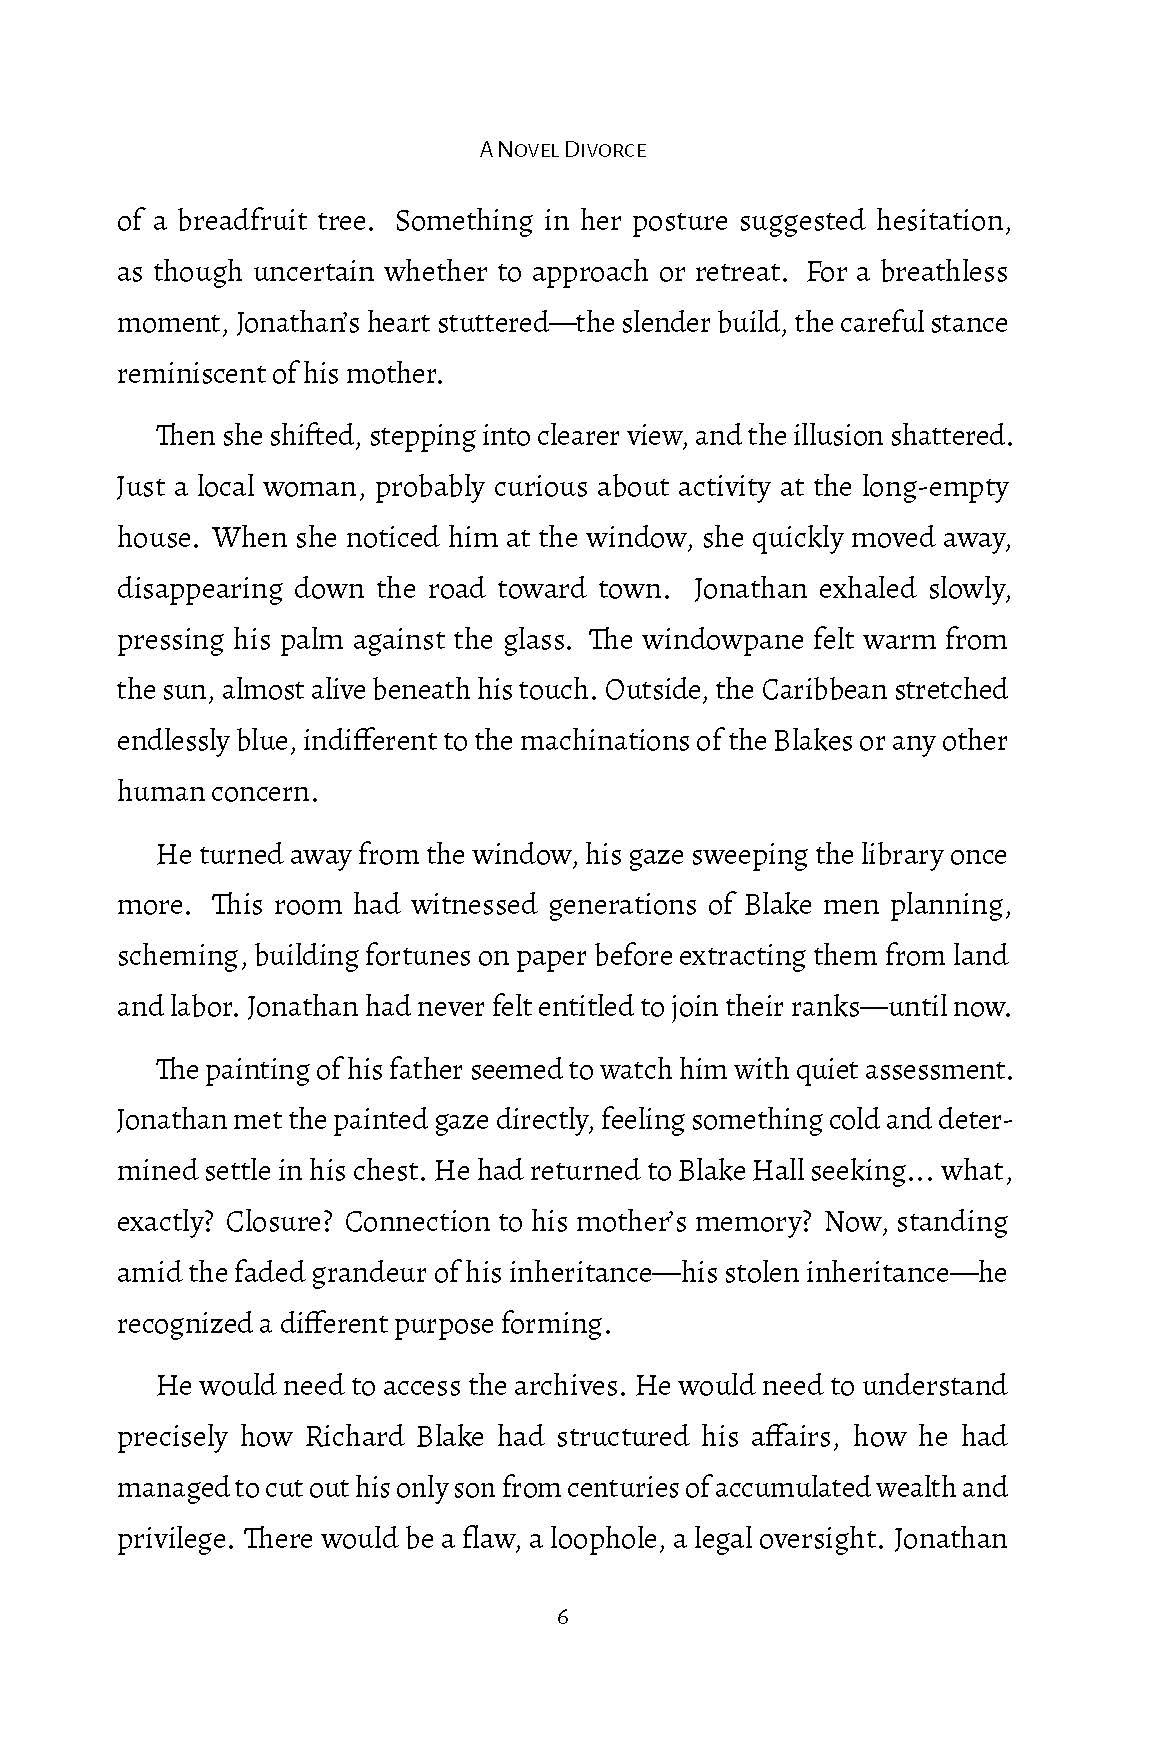 A NOVEL DIVORCE
of a breadfruit tree. Something in her posture suggested hesitation,
as though uncertain whether to approach or retreat. For a breathless
moment, Jonathan’s heart stuttered—the slender build, the careful stance
reminiscent of his mother.
Then she shifted, stepping into clearer view, and the illusion shattered.
Just a local woman, probably curious about activity at the long-empty
house. When she noticed him at the window, she quickly moved away,
disappearing down the road toward town. Jonathan exhaled slowly,
pressing his palm against the glass. The windowpane felt warm from
the sun, almost alive beneath his touch. Outside, the Caribbean stretched
endlessly blue, indifferent to the machinations of the Blakes or any other
human concern.
He turned away from the window, his gaze sweeping the library once
more. This room had witnessed generations of Blake men planning,
scheming, building fortunes on paper before extracting them from land
and labor. Jonathan had never felt entitled to join their ranks—until now.
The painting of his father seemed to watch him with quiet assessment.
Jonathan met the painted gaze directly, feeling something cold and deter-
mined settle in his chest. He had returned to Blake Hall seeking... what,
exactly? Closure? Connection to his mother’s memory? Now, standing
amid the faded grandeur of his inheritance—his stolen inheritance—he
recognized a different purpose forming.
He would need to access the archives. He would need to understand
precisely how Richard Blake had structured his affairs, how he had
managed to cut out his only son from centuries of accumulated wealth and
privilege. There would be a flaw, a loophole, a legal oversight. Jonathan
6